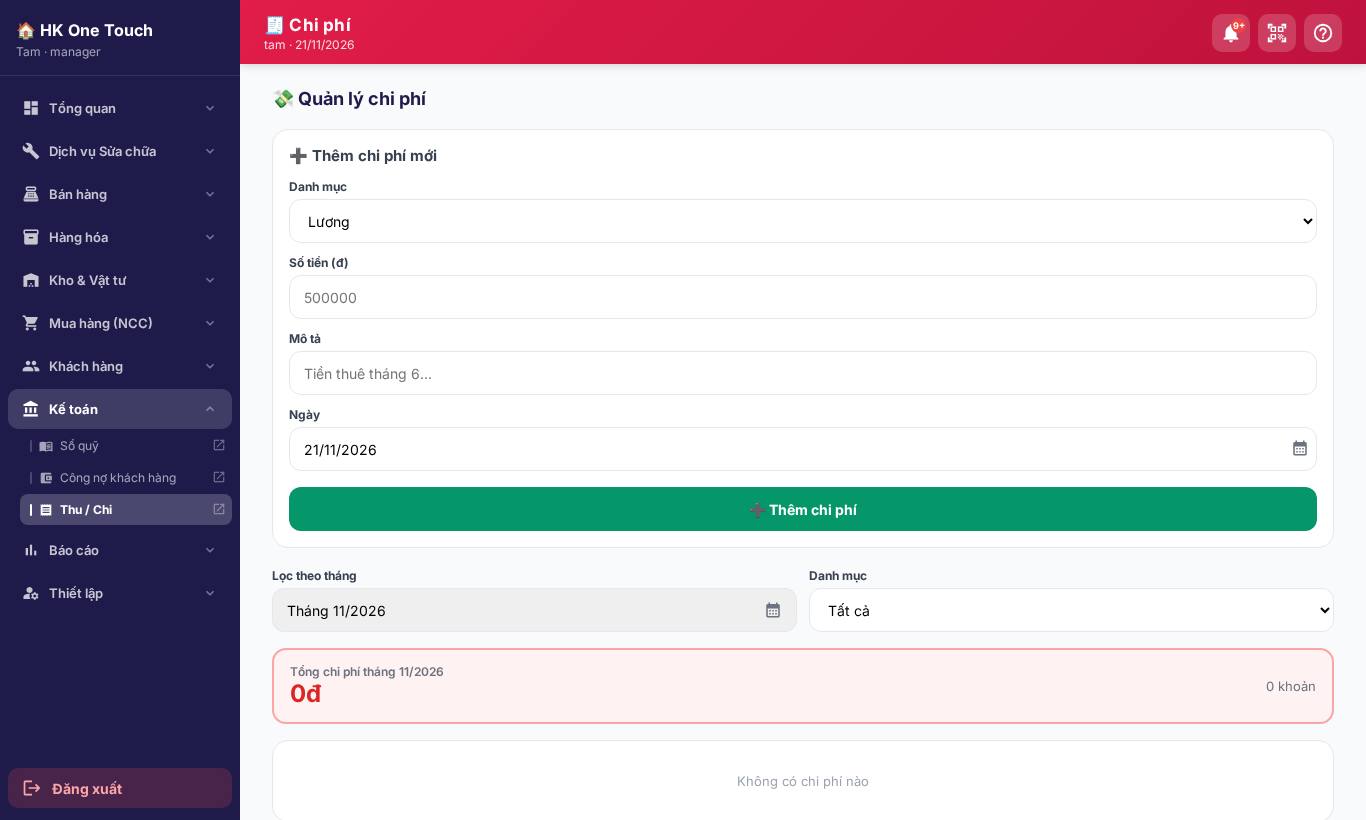 HK One Touch
Tam · manager
Tổng quan
Dịch vụ Sửa chữa
Bán hàng
Hàng hóa
Kho & Vật tư
Mua hàng (NCC)
Khách hàng
Kế toán
Sổ quỹ
Công nợ khách hàng
Thu / Chi
Báo cáo
Thiết lập
Đăng xuất
Chi phí
tam · 21/11/2026
9+
Quản lý chi phí
Thêm chi phí mới
Danh mục
Lương
Số tiền (đ)
500000
Mô tả
Tiền thuê tháng 6...
Ngày
21/11/2026
Thêm chi phí
Lọc theo tháng
Tháng 11/2026
Danh mục
Tất cả
Tổng chi phí tháng 11/2026
0đ
0 khoản
Không có chi phí nào